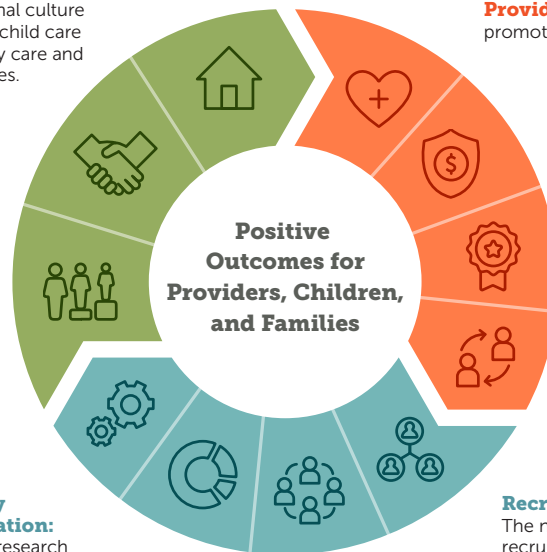 nal culture
child care
y care and
es.
Provid
promot
Positive
Outcomes for
Providers, Children,
and Families
$
y
ation:
research
Recr
The n
recru